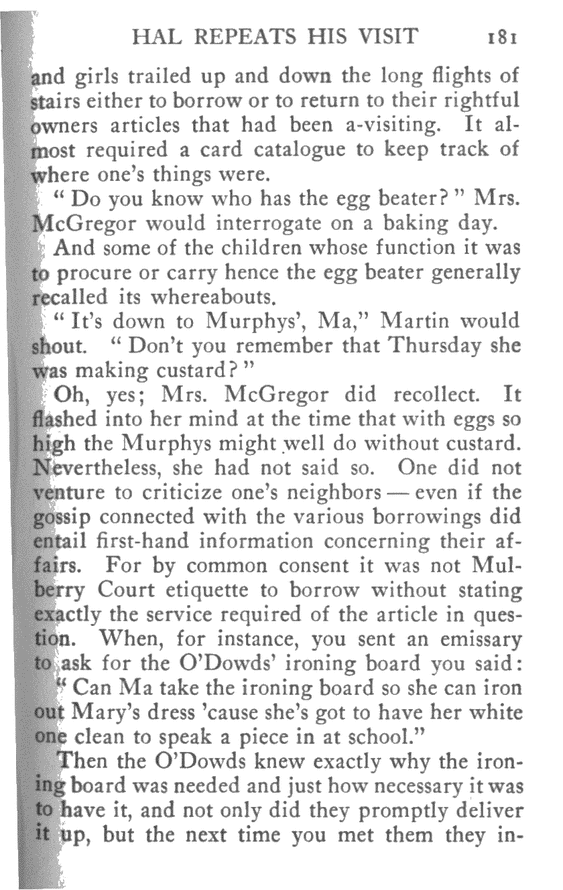 HAL REPEATS HIS VISIT 181
and girls trailed up and down the long flights of
stairs either to borrow or to return to their rightful
owners articles that had been a-visiting. It al-
most required a card catalogue to keep track of
where one's things were.
“ Do you know who has the egg beater? ” Mrs.
McGregor would interrogate on a baking day.
And some of the children whose function it was
to procure or carry hence the egg beater generally
recalled its whereabouts.
“ It's down to Murphys', Ma,” Martin would
shout. “ Don't you remember that Thursday she
was making custard? ”
Oh, yes; Mrs. McGregor did recollect. It
flashed into her mind at the time that with eggs so
high the Murphys might well do without custard.
Nevertheless, she had not said so. One did not
venture to criticize one's neighbors — even if the
gossip connected with the various borrowings did
entail first-hand information concerning their af-
fairs. For by common consent it was not Mul-
berry Court etiquette to borrow without stating
exactly the service required of the article in ques-
tion. When, for instance, you sent an emissary
to ask for the O'Dowds' ironing board you said:
“ Can Ma take the ironing board so she can iron
out Mary's dress 'cause she's got to have her white
one clean to speak a piece in at school.”
Then the O'Dowds knew exactly why the iron-
ing board was needed and just how necessary it was
to have it, and not only did they promptly deliver
it up, but the next time you met them they in-